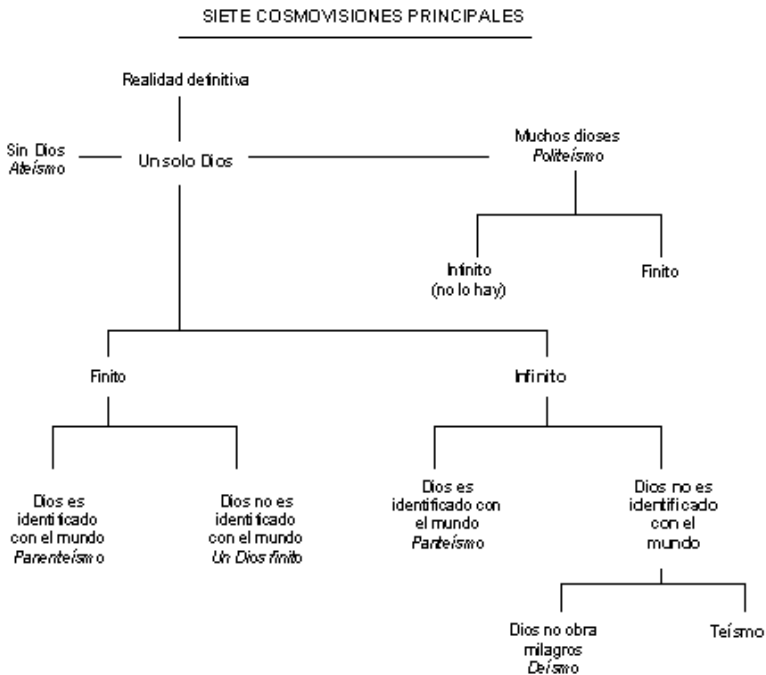 SIETE COSMOVISIONES PRINCIPALES
Realidad definitiva
Sin Dios
Ateísmo
Un solo Dios
Muchos dioses
Politeísmo
Infinito
(no lo hay)
Finito
Finito
Infinito
Dios es
identificado
con el mundo
Panenteísmo
Dios no es
identificado
con el mundo
Un Dios finito
Dios es
identificado con
el mundo
Panteísmo
Dios no es
identificado
con el
mundo
Dios no obra
milagros
Deísmo
Teísmo